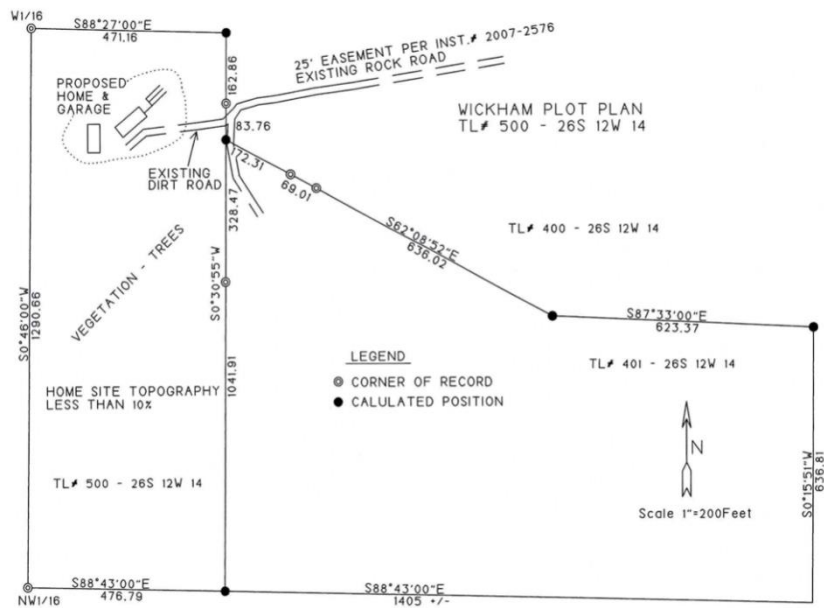 W1/16
S88°27'00"E
471.16
25' EASEMENT PER INST.# 2007-2576
EXISTING ROCK ROAD
PROPOSED
HOME &
GARAGE
162.86
WICKHAM PLOT PLAN
TL# 500 - 26S 12W 14
83.76
EXISTING
DIRT ROAD
172.31
69.01
328.47
S62°08'52"E
636.02
TL# 400 - 26S 12W 14
VEGETATION - TREES
S0°30'55"W
S0°46'00"W
1290.66
S87°33'00"E
623.37
LEGEND
CORNER OF RECORD
CALULATED POSITION
TL# 401 - 26S 12W 14
1041.91
HOME SITE TOPOGRAPHY
LESS THAN 10%
N
S0°15'51"W
636.81
TL# 500 - 26S 12W 14
Scale 1"=200Feet
S88°43'00"E
476.79
NW1/16
S88°43'00"E
1405 +/-